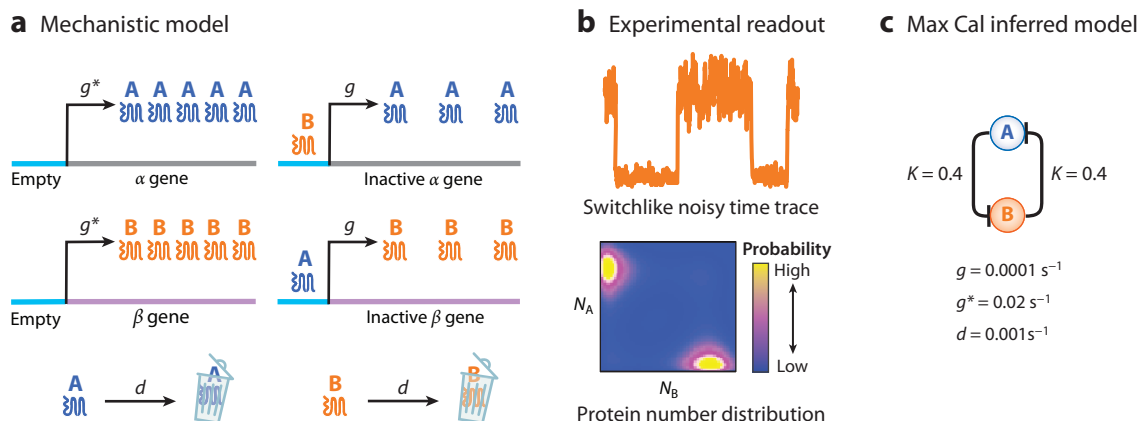 a Mechanistic model
g*
A A A A A
Empty
α gene
B
g
A A A
Inactive α gene
g*
B B B B B
Empty
β gene
A
g
B B B
Inactive β gene
A
d
A
B
d
B
b Experimental readout
Switchlike noisy time trace
N_A
N_B
Probability
High
Low
Protein number distribution
c Max Cal inferred model
A
K = 0.4
K = 0.4
B
g = 0.0001 s⁻¹
g* = 0.02 s⁻¹
d = 0.001s⁻¹